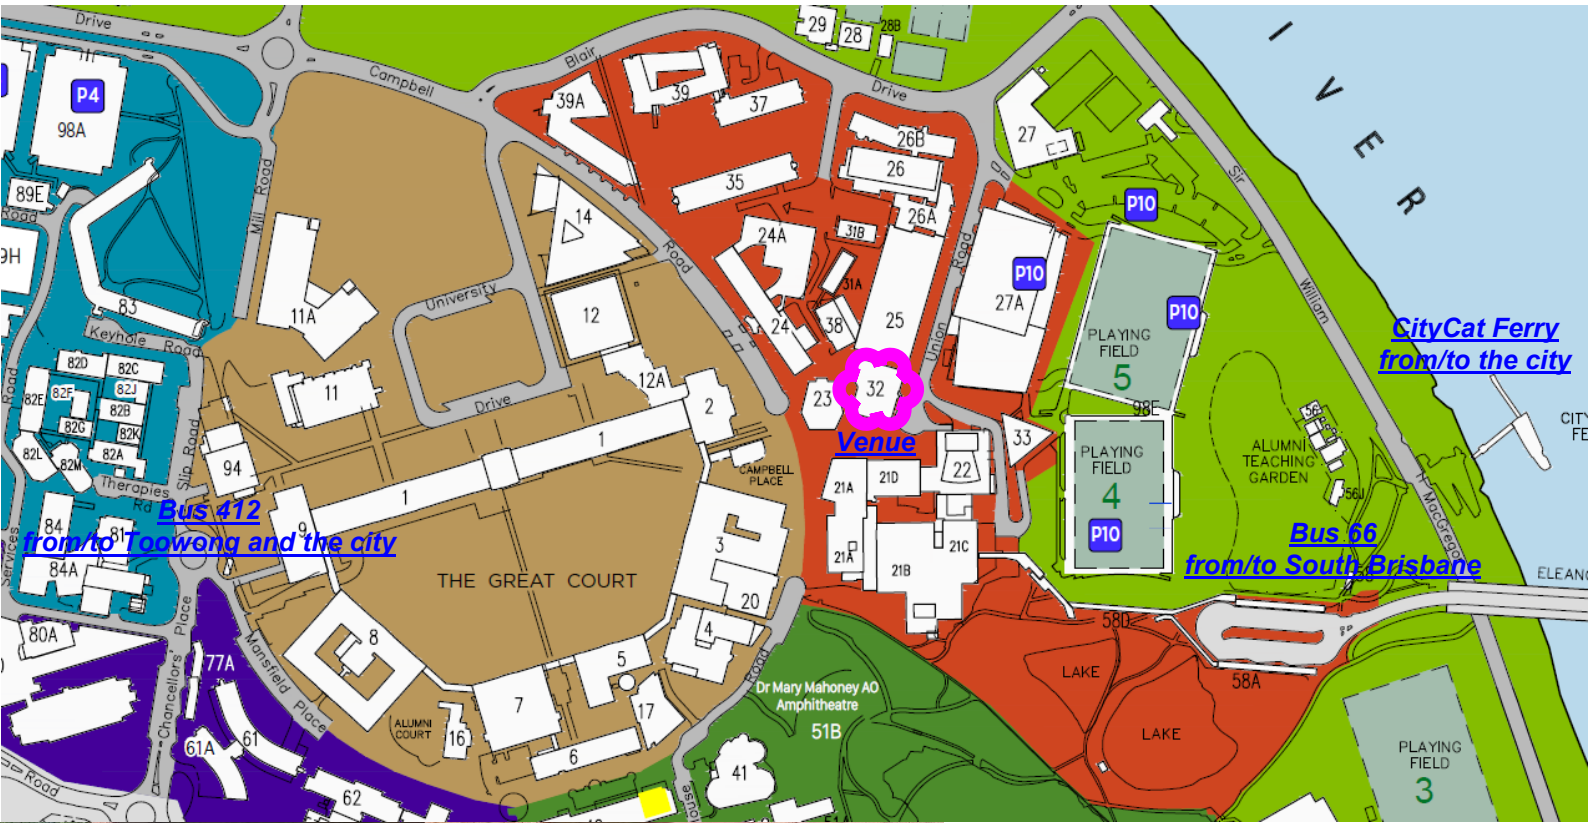 Drive
P4
98A
89E
Road
9H
83
Keyhole Road
Mill Road
Campbell
Blair
Drive
29
28
28B
39A
39
37
35
26B
26
26A
27
R
I
V
E
R
Sir
William
H MacGregor
P10
P10
P10
P10
14
12
12A
11A
11
University
Drive
Road
24A
24
31B
31A
38
25
Union
Road
27A
23
32
Venue
33
22
21D
21A
21A
21B
21C
PLAYING
FIELD
5
98E
PLAYING
FIELD
4
ALUMNI
TEACHING
GARDEN
56
56J
CityCat Ferry
from/to the city
CITY
FE
Bus 66
from/to South Brisbane
ELEANO
82D
82C
82E
82F
82J
82B
82G
82K
82L
82M
82A
Therapies
Rd
Slip Road
Road
Services
94
Bus 412
from/to Toowong and the city
84
81
84A
9
1
1
2
3
CAMPBELL
PLACE
THE GREAT COURT
20
4
5
8
7
17
16
6
ALUMNI
COURT
80A
77A
Chancellors' Place
Mansfield Place
61A
61
62
Road
Road
Dr Mary Mahoney AO
Amphitheatre
51B
41
58D
58A
LAKE
LAKE
PLAYING
FIELD
3